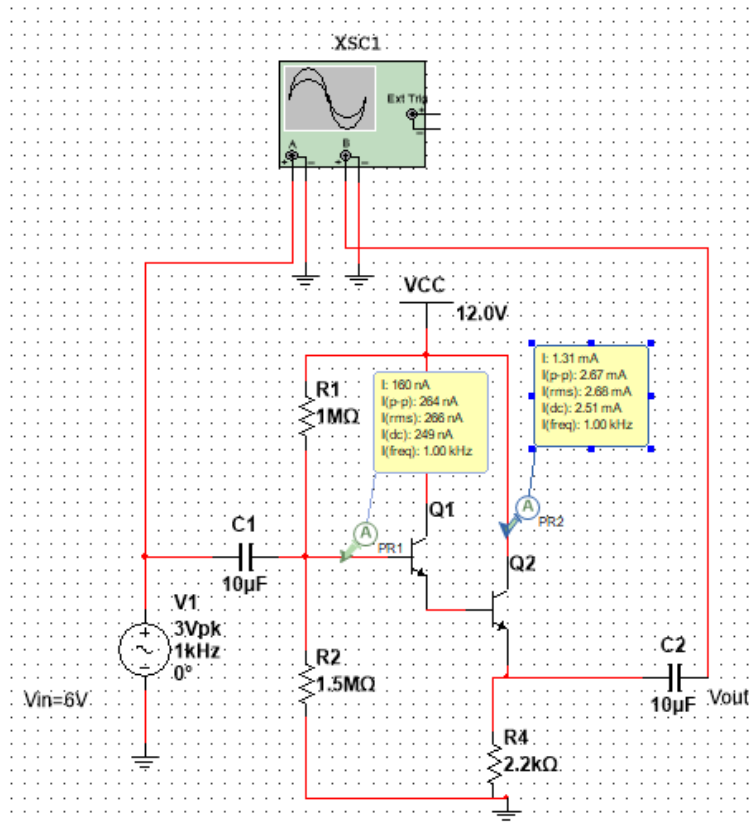 XSC1
Ext Trig
+
−
A
B
+
−
+
−
VCC
12.0V
I: 160 nA
I(p-p): 264 nA
I(rms): 266 nA
I(dc): 249 nA
I(freq): 1.00 kHz
I: 1.31 mA
I(p-p): 2.67 mA
I(rms): 2.68 mA
I(dc): 2.51 mA
I(freq): 1.00 kHz
R1
1MΩ
Q1
A
PR1
A
PR2
C1
10µF
Q2
V1
3Vpk
1kHz
0°
+
−
Vin=6V
R2
1.5MΩ
C2
10µF
Vout
R4
2.2kΩ